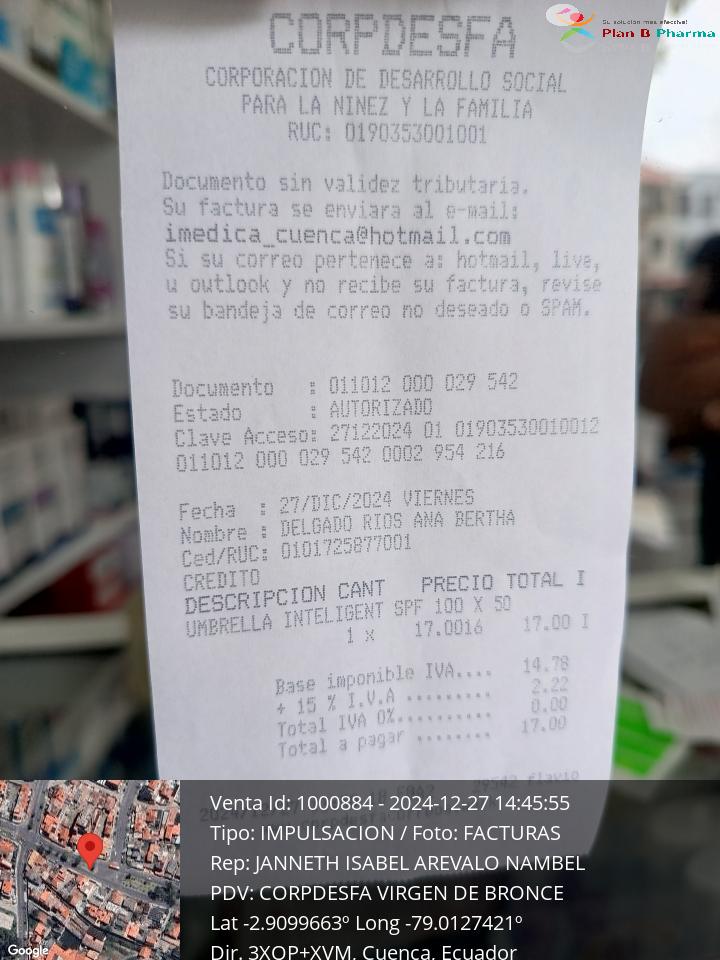 Su solución más efectiva!
Plan B Pharma
CORPDESFA
CORPORACION DE DESARROLLO SOCIAL
PARA LA NINEZ Y LA FAMILIA
RUC: 0190353001001
Documento sin validez tributaria.
Su factura se enviara al e-mail:
imedica_cuenca@hotmail.com
Si su correo pertenece a: hotmail, live,
u outlook y no recibe su factura, revise
su bandeja de correo no deseado o SPAM.
Documento : 011012 000 029 542
Estado : AUTORIZADO
Clave Acceso: 27122024 01 01903530010012
011012 000 029 542 0002 954 216
Fecha : 27/DIC/2024 VIERNES
Nombre : DELGADO RIOS ANA BERTHA
Ced/RUC: 0101725877001
CREDITO
DESCRIPCION CANT PRECIO TOTAL I
UMBRELLA INTELIGENT SPF 100 X 50
1 x 17.0016 17.00 I
Base imponible IVA.... 14.78
+ 15 % I.V.A ......... 2.22
Total IVA 0%.......... 0.00
Total a pagar ........ 17.00
29542 flavio
Venta Id: 1000884 - 2024-12-27 14:45:55
Tipo: IMPULSACION / Foto: FACTURAS
Rep: JANNETH ISABEL AREVALO NAMBEL
PDV: CORPDESFA VIRGEN DE BRONCE
Lat -2.9099663º Long -79.0127421º
Dir. 3XQP+XVM, Cuenca, Ecuador
Google